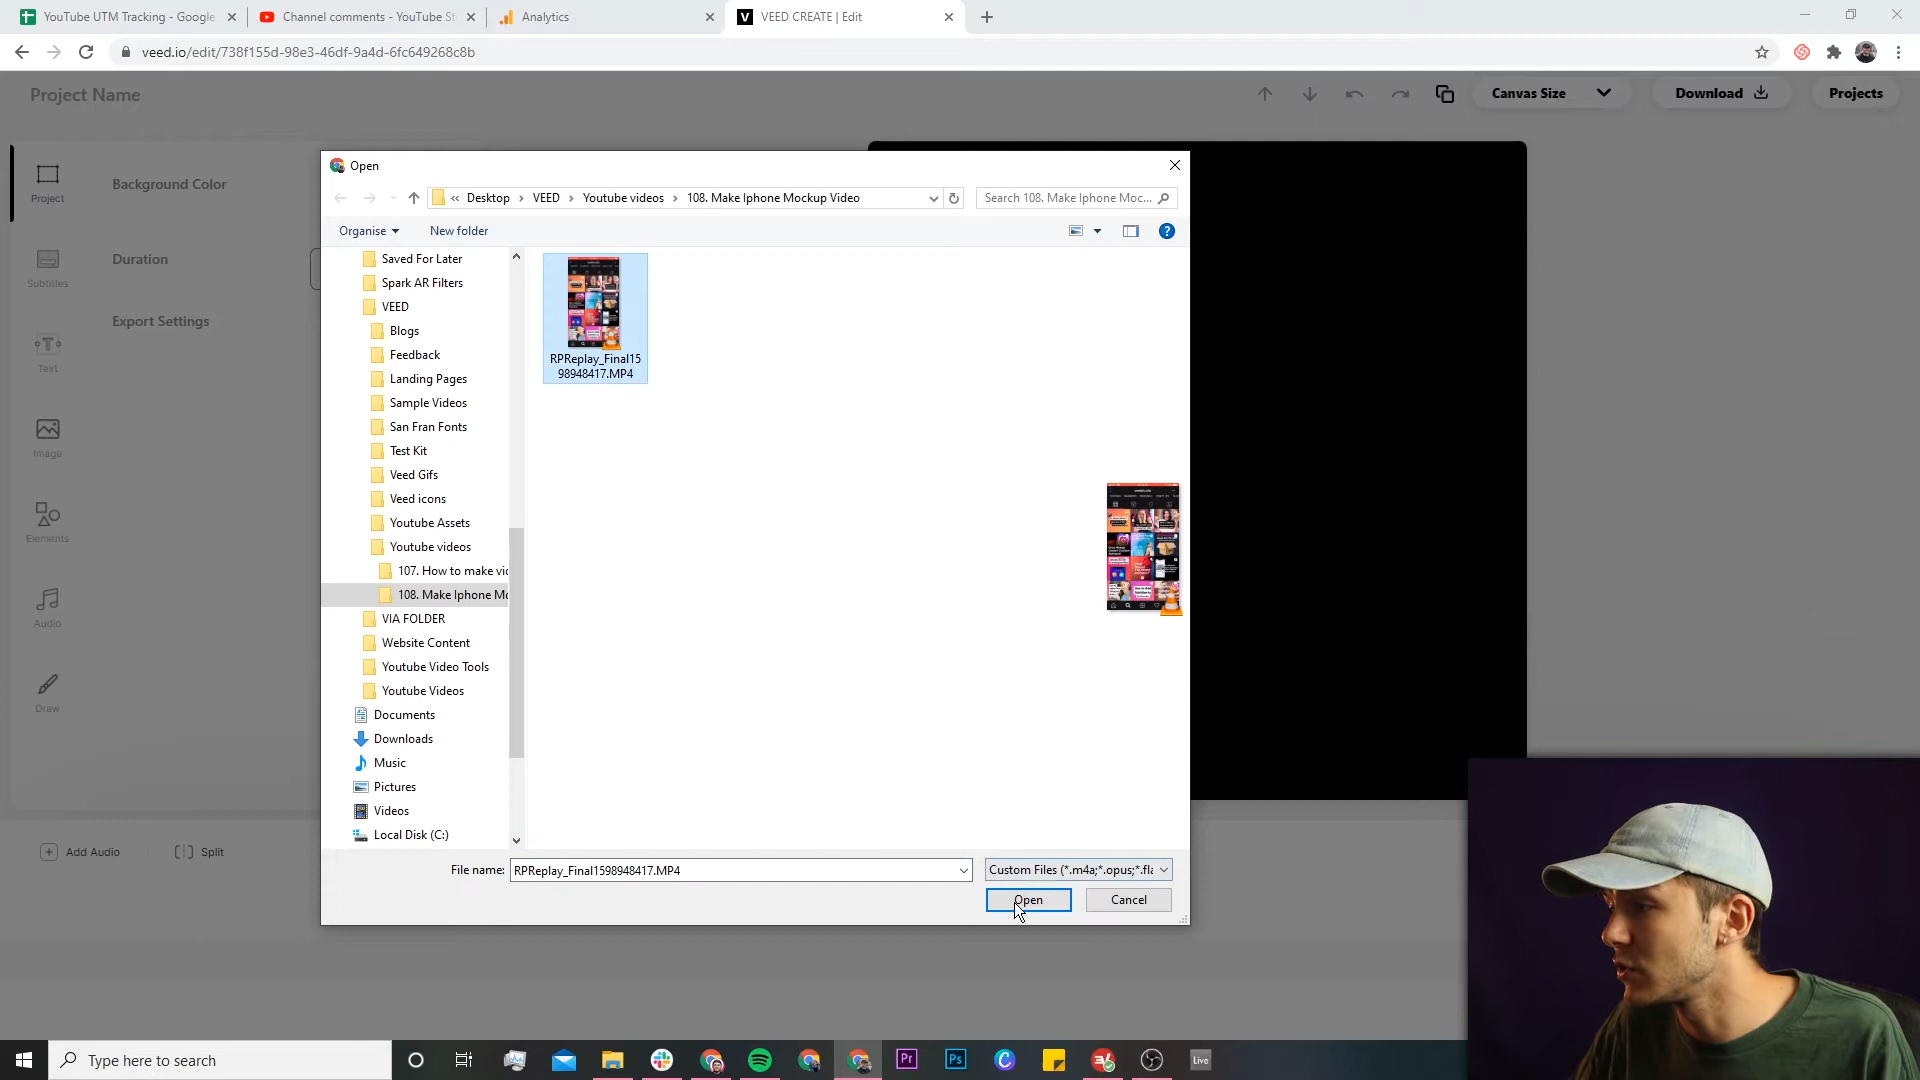 YouTube UTM Tracking - Google
Channel comments - YouTube St
Analytics
VEED CREATE | Edit
veed.io/edit/738f155d-98e3-46df-9a4d-6fc649268c8b
Project Name
Canvas Size
Download
Projects
Project
Background Color
Subtitles
Duration
Export Settings
Text
Image
Elements
Audio
Draw
Add Audio
Split
Open
« Desktop > VEED > Youtube videos > 108. Make Iphone Mockup Video
Search 108. Make Iphone Moc...
Organise
New folder
Saved For Later
Spark AR Filters
VEED
Blogs
Feedback
Landing Pages
Sample Videos
San Fran Fonts
Test Kit
Veed Gifs
Veed icons
Youtube Assets
Youtube videos
107. How to make vi
108. Make Iphone Mo
VIA FOLDER
Website Content
Youtube Video Tools
Youtube Videos
Documents
Downloads
Music
Pictures
Videos
Local Disk (C:)
RPReplay_Final15
98948417.MP4
File name:
RPReplay_Final1598948417.MP4
Custom Files (*.m4a;*.opus;*.fla
Open
Cancel
Type here to search
Pr
Ps
Live